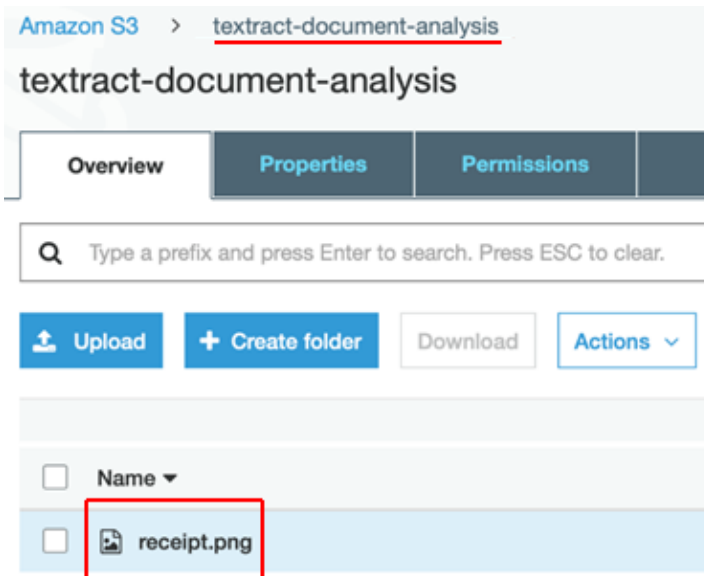 Amazon S3 > textract-document-analysis
textract-document-analysis
Overview Properties Permissions
Type a prefix and press Enter to search. Press ESC to clear.
Upload + Create folder Download Actions
Name
receipt.png